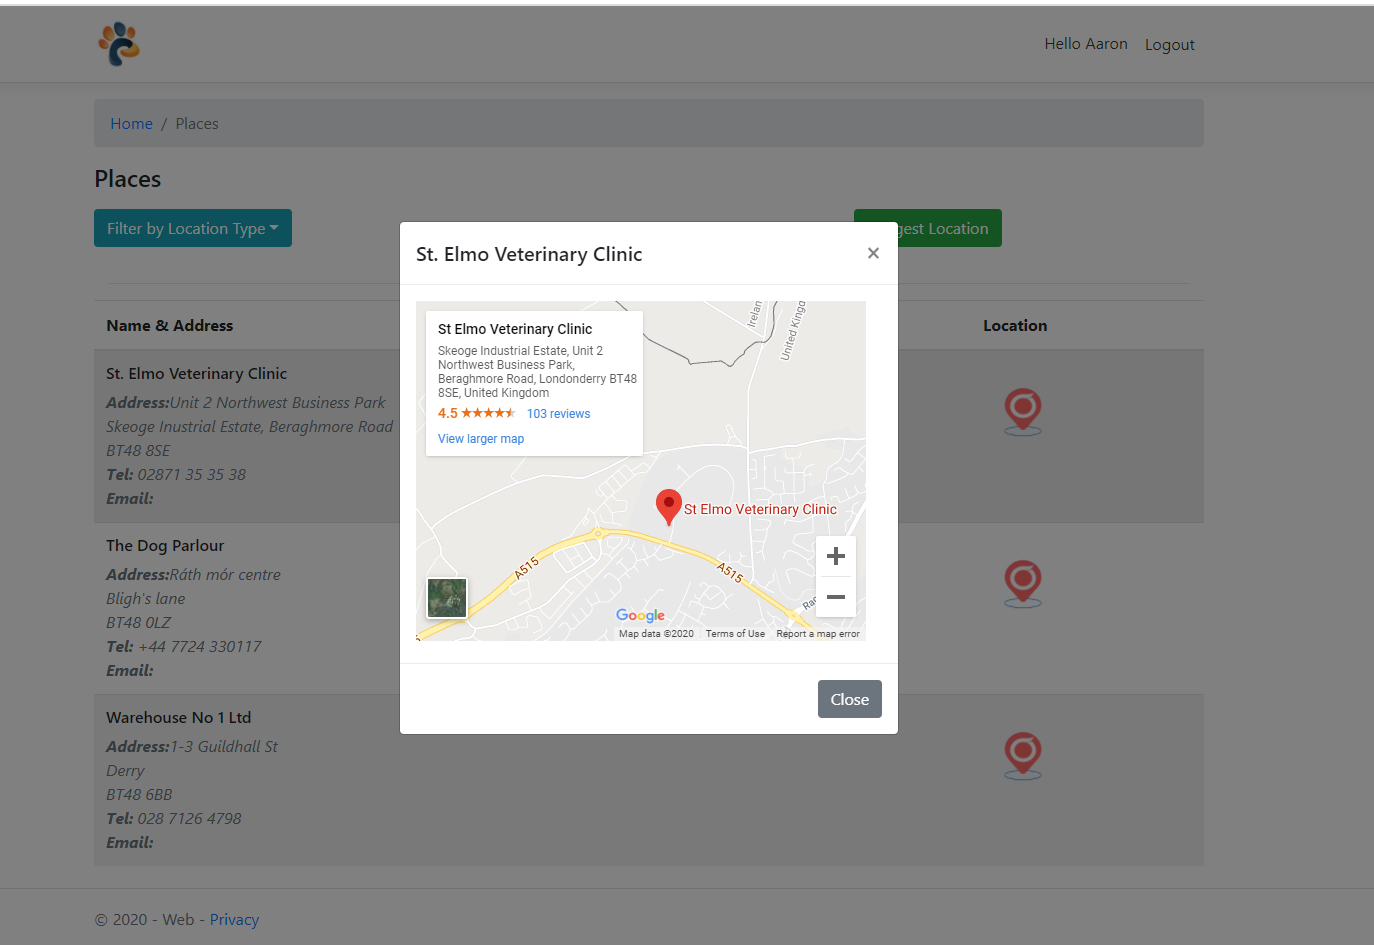 Hello Aaron Logout
Home / Places
Places
Filter by Location Type
gest Location
St. Elmo Veterinary Clinic ×
St Elmo Veterinary Clinic
Skeoge Industrial Estate, Unit 2
Northwest Business Park,
Beraghmore Road, Londonderry BT48
8SE, United Kingdom
4.5 ★★★★★ 103 reviews
View larger map
United Kingd
St Elmo Veterinary Clinic
A515
A515
Google
Map data ©2020 Terms of Use Report a map error
Close
Name & Address
Location
St. Elmo Veterinary Clinic
Address:Unit 2 Northwest Business Park
Skeoge Inustrial Estate, Beraghmore Road
BT48 8SE
Tel: 02871 35 35 38
Email:
The Dog Parlour
Address:Ráth mór centre
Bligh's lane
BT48 0LZ
Tel: +44 7724 330117
Email:
Warehouse No 1 Ltd
Address:1-3 Guildhall St
Derry
BT48 6BB
Tel: 028 7126 4798
Email:
© 2020 - Web - Privacy